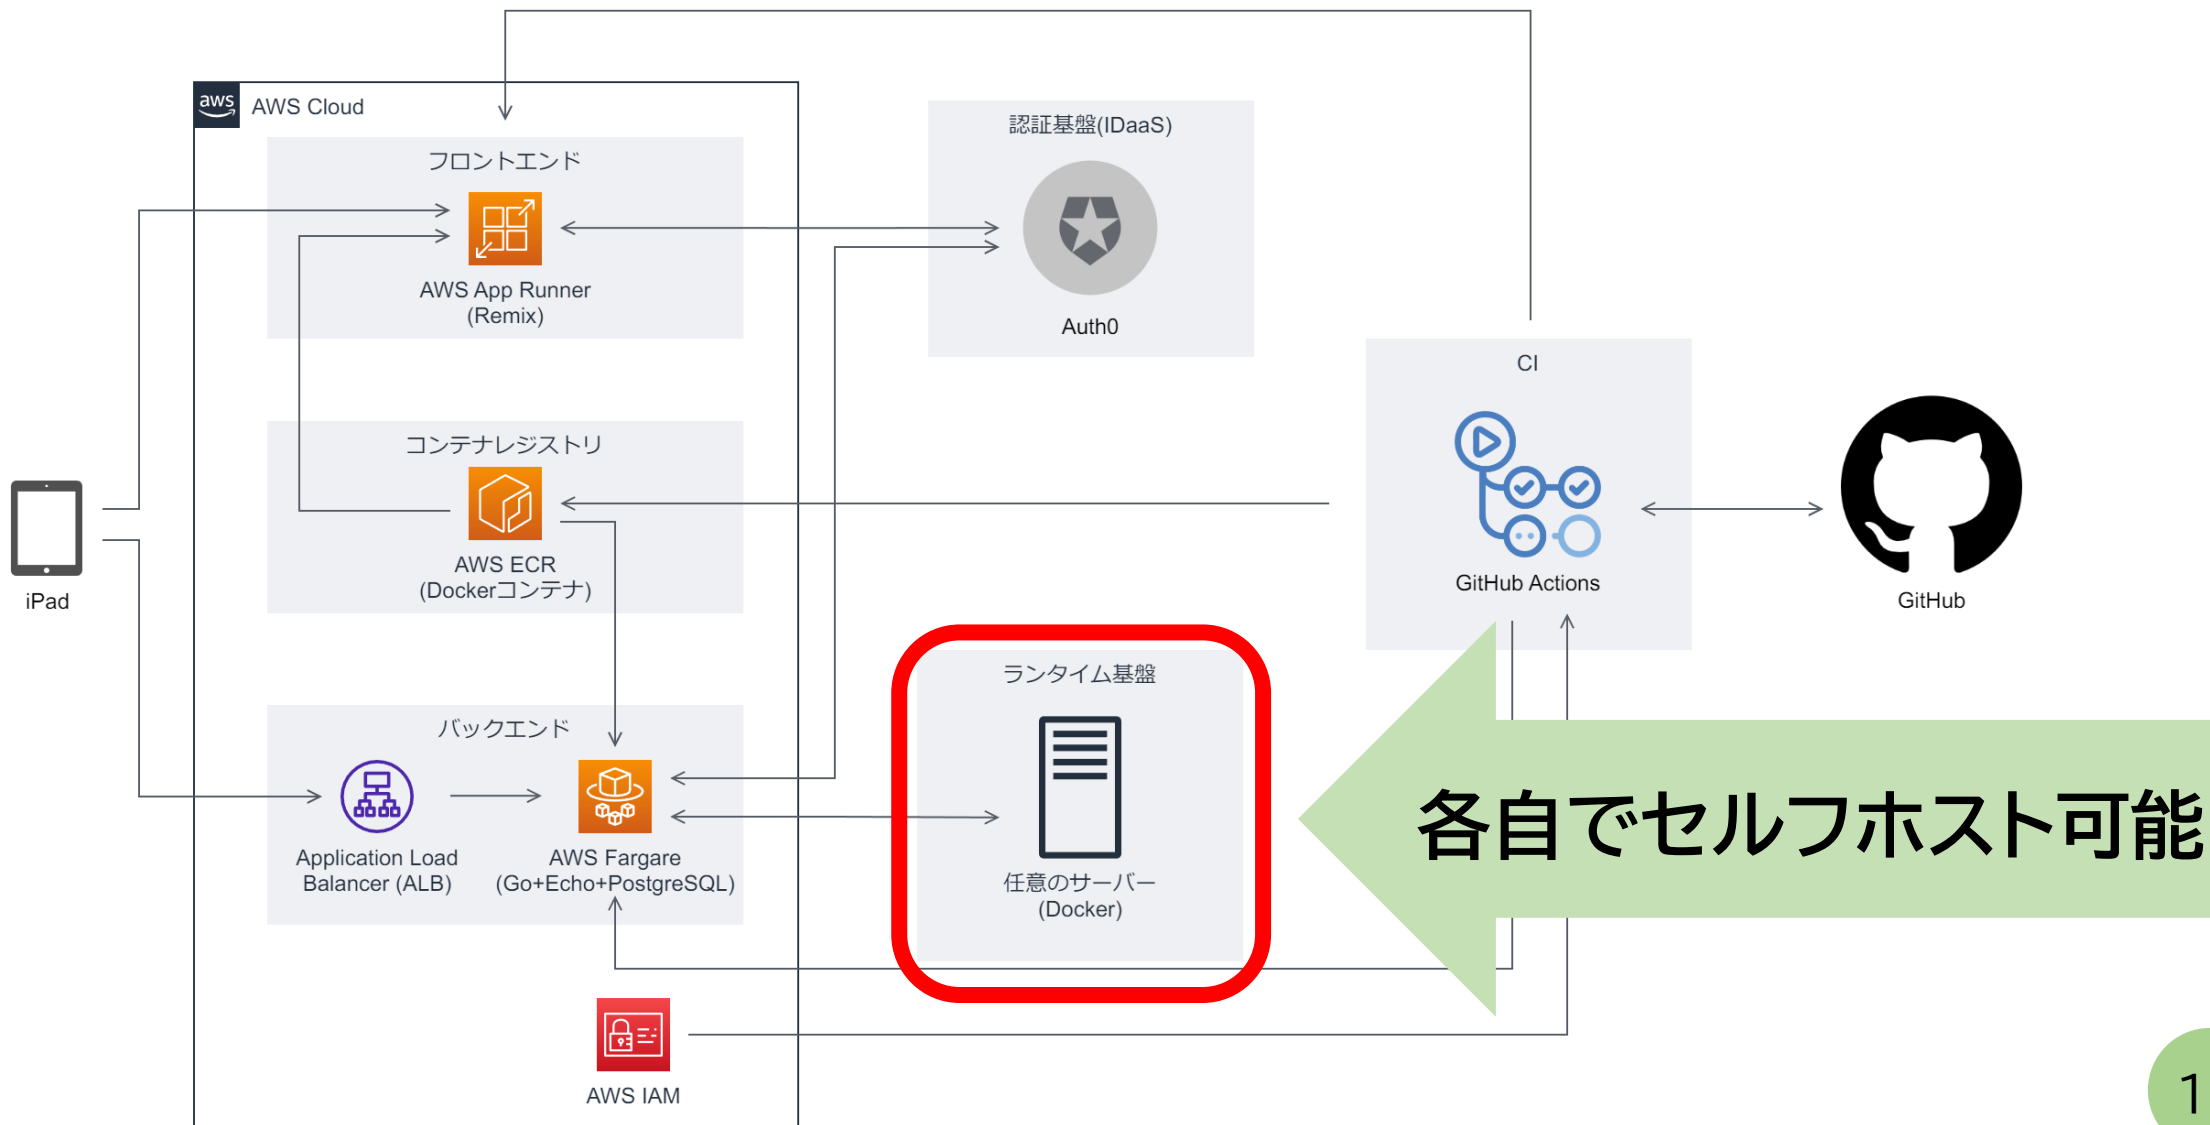 aws
AWS Cloud
フロントエンド
AWS App Runner
(Remix)
認証基盤(IDaaS)
Auth0
CI
GitHub Actions
GitHub
コンテナレジストリ
AWS ECR
(Dockerコンテナ)
iPad
バックエンド
Application Load
Balancer (ALB)
AWS Fargare
(Go+Echo+PostgreSQL)
ランタイム基盤
任意のサーバー
(Docker)
各自でセルフホスト可能
AWS IAM
1